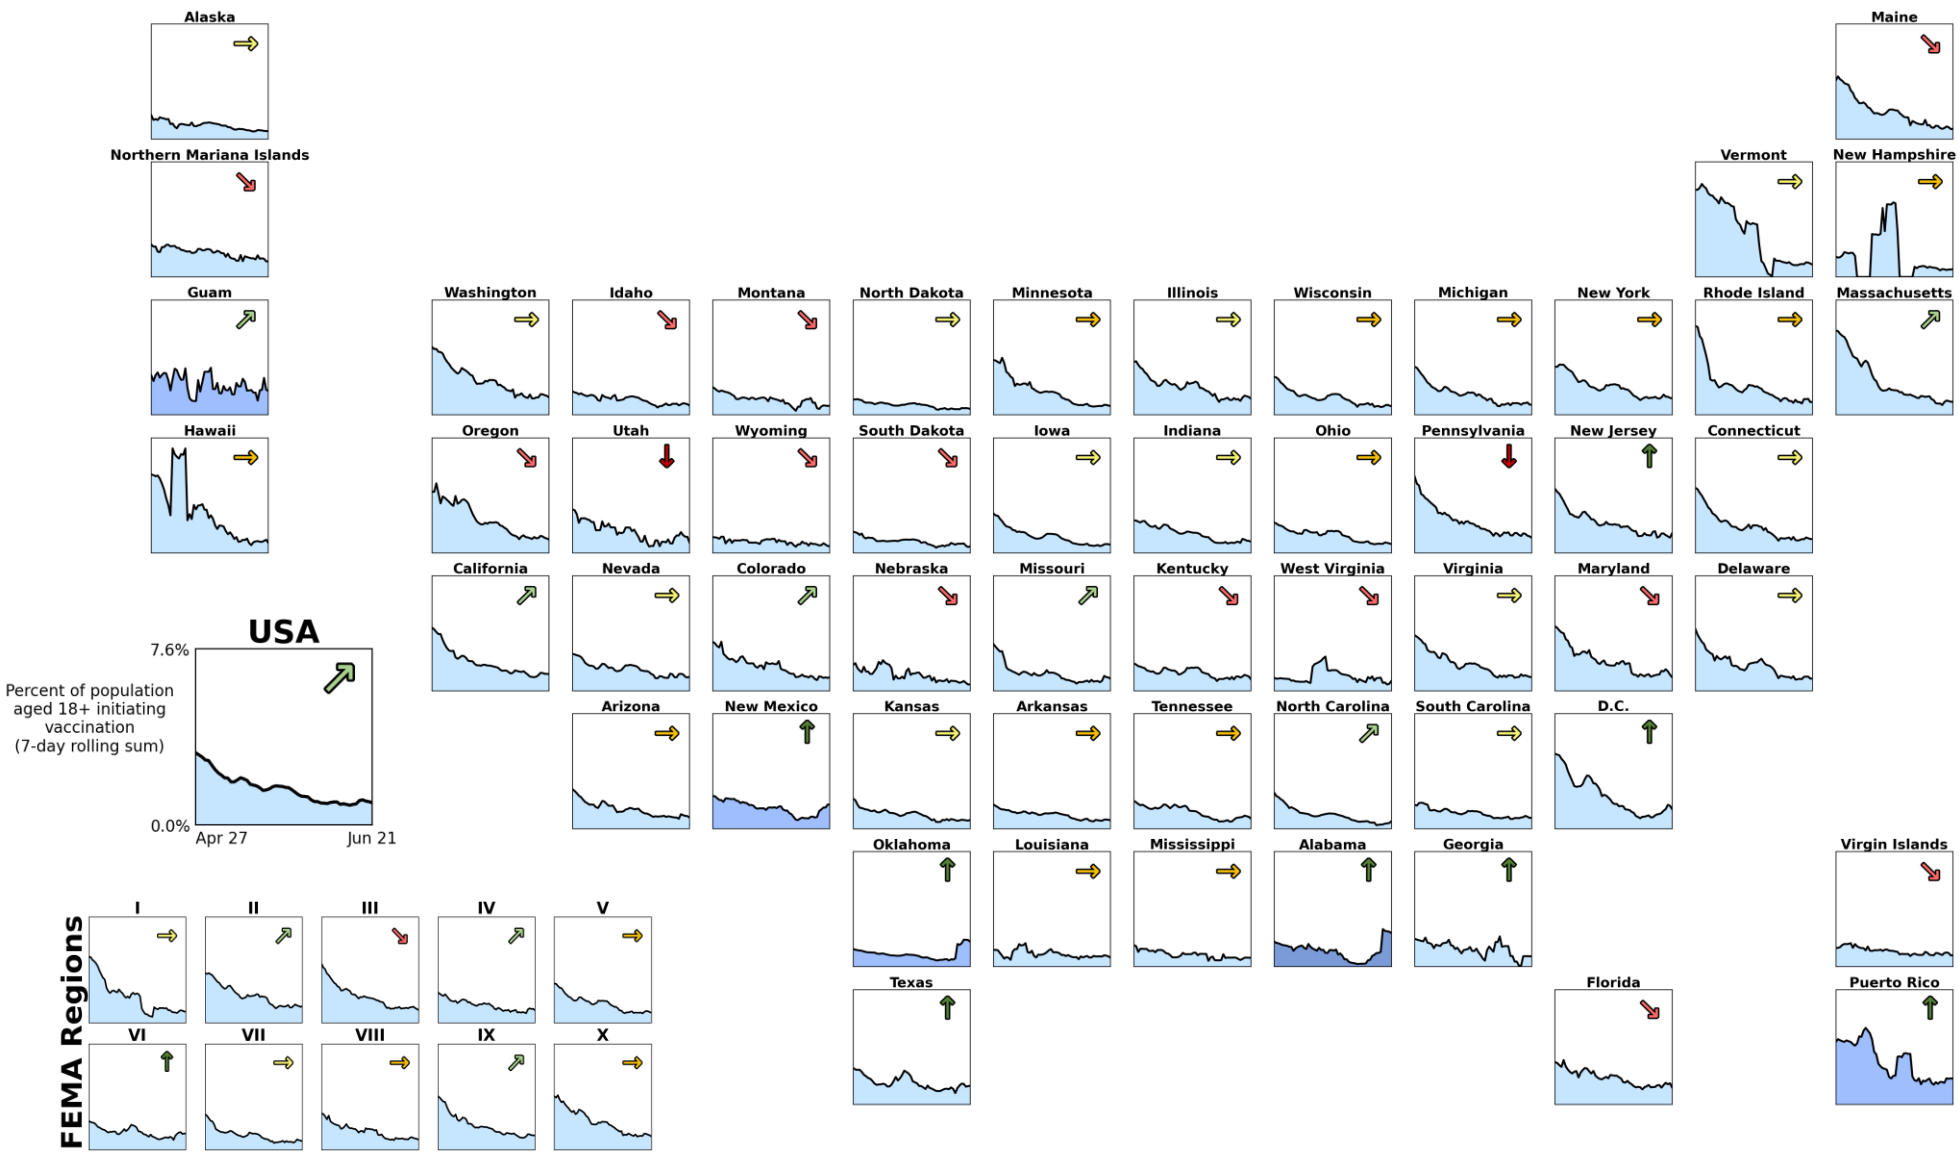 Alaska
Maine
Northern Mariana Islands
Vermont
New Hampshire
Guam
Washington
Idaho
Montana
North Dakota
Minnesota
Illinois
Wisconsin
Michigan
New York
Rhode Island
Massachusetts
Hawaii
Oregon
Utah
Wyoming
South Dakota
Iowa
Indiana
Ohio
Pennsylvania
New Jersey
Connecticut
California
Nevada
Colorado
Nebraska
Missouri
Kentucky
West Virginia
Virginia
Maryland
Delaware
USA
7.6%
Percent of population
aged 18+ initiating
vaccination
(7-day rolling sum)
0.0%
Apr 27
Jun 21
Arizona
New Mexico
Kansas
Arkansas
Tennessee
North Carolina
South Carolina
D.C.
Oklahoma
Louisiana
Mississippi
Alabama
Georgia
Virgin Islands
Texas
Florida
Puerto Rico
FEMA Regions
I
II
III
IV
V
VI
VII
VIII
IX
X